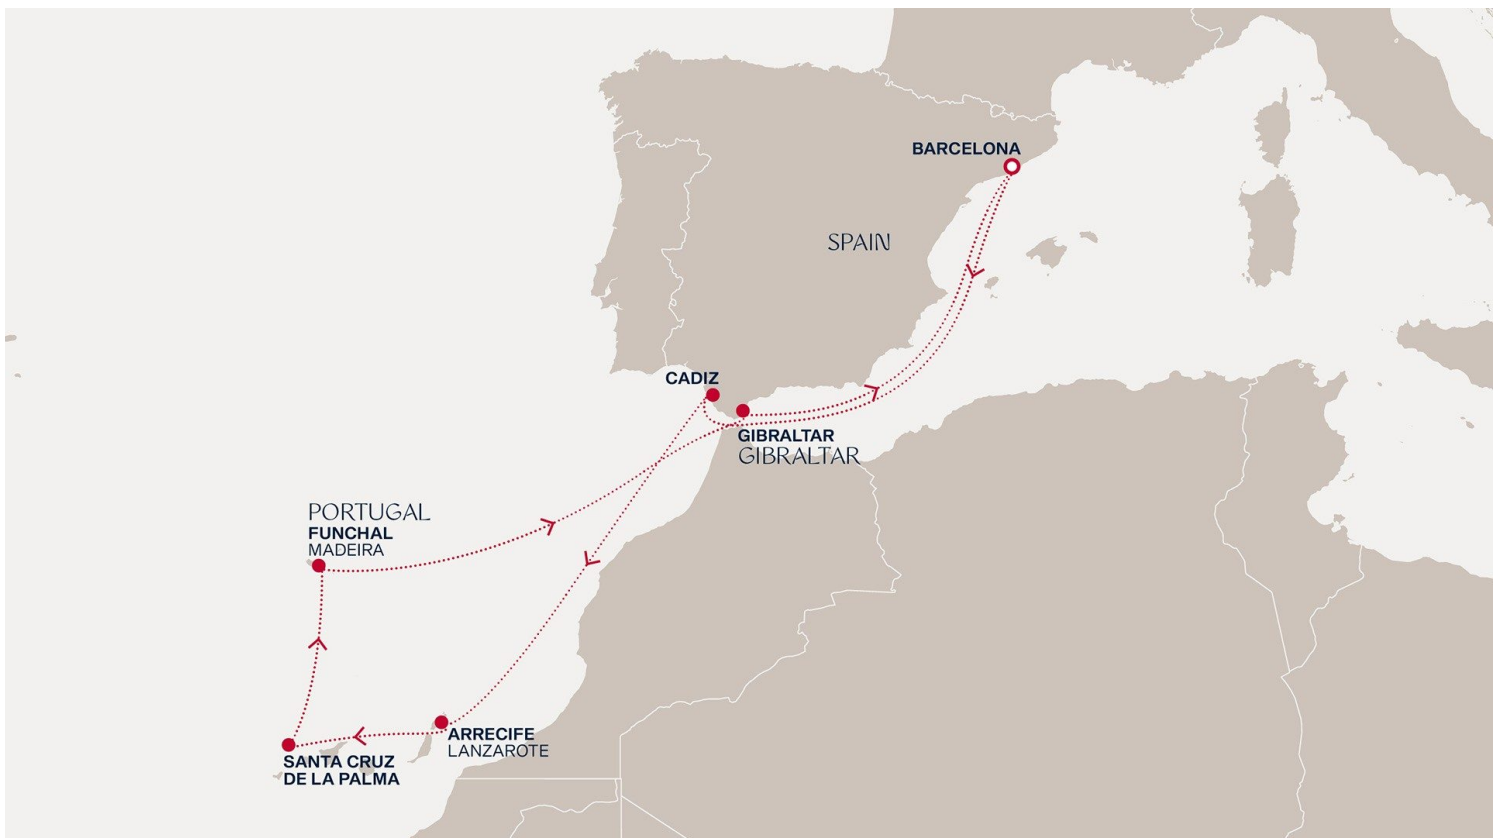 BARCELONA
SPAIN
CADIZ
GIBRALTAR
GIBRALTAR
PORTUGAL
FUNCHAL
MADEIRA
ARRECIFE
LANZAROTE
SANTA CRUZ
DE LA PALMA